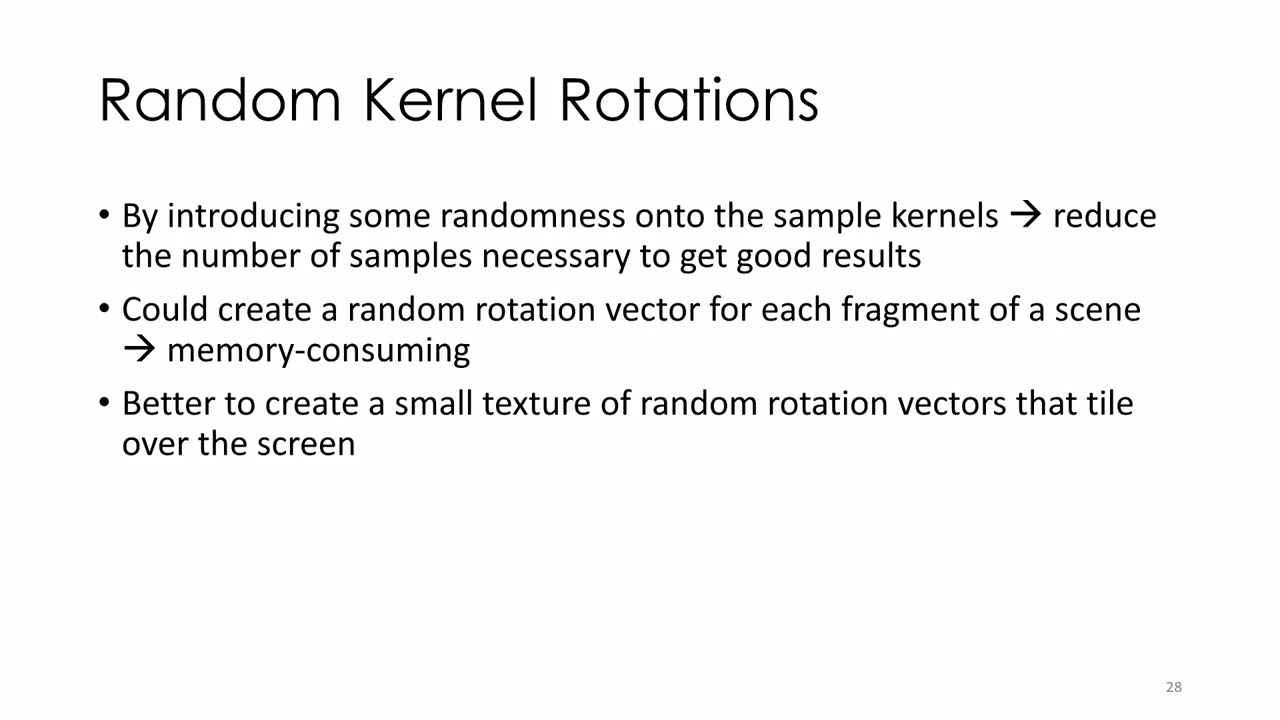 Random Kernel Rotations
• By introducing some randomness onto the sample kernels → reduce
the number of samples necessary to get good results
• Could create a random rotation vector for each fragment of a scene
→ memory-consuming
• Better to create a small texture of random rotation vectors that tile
over the screen
28